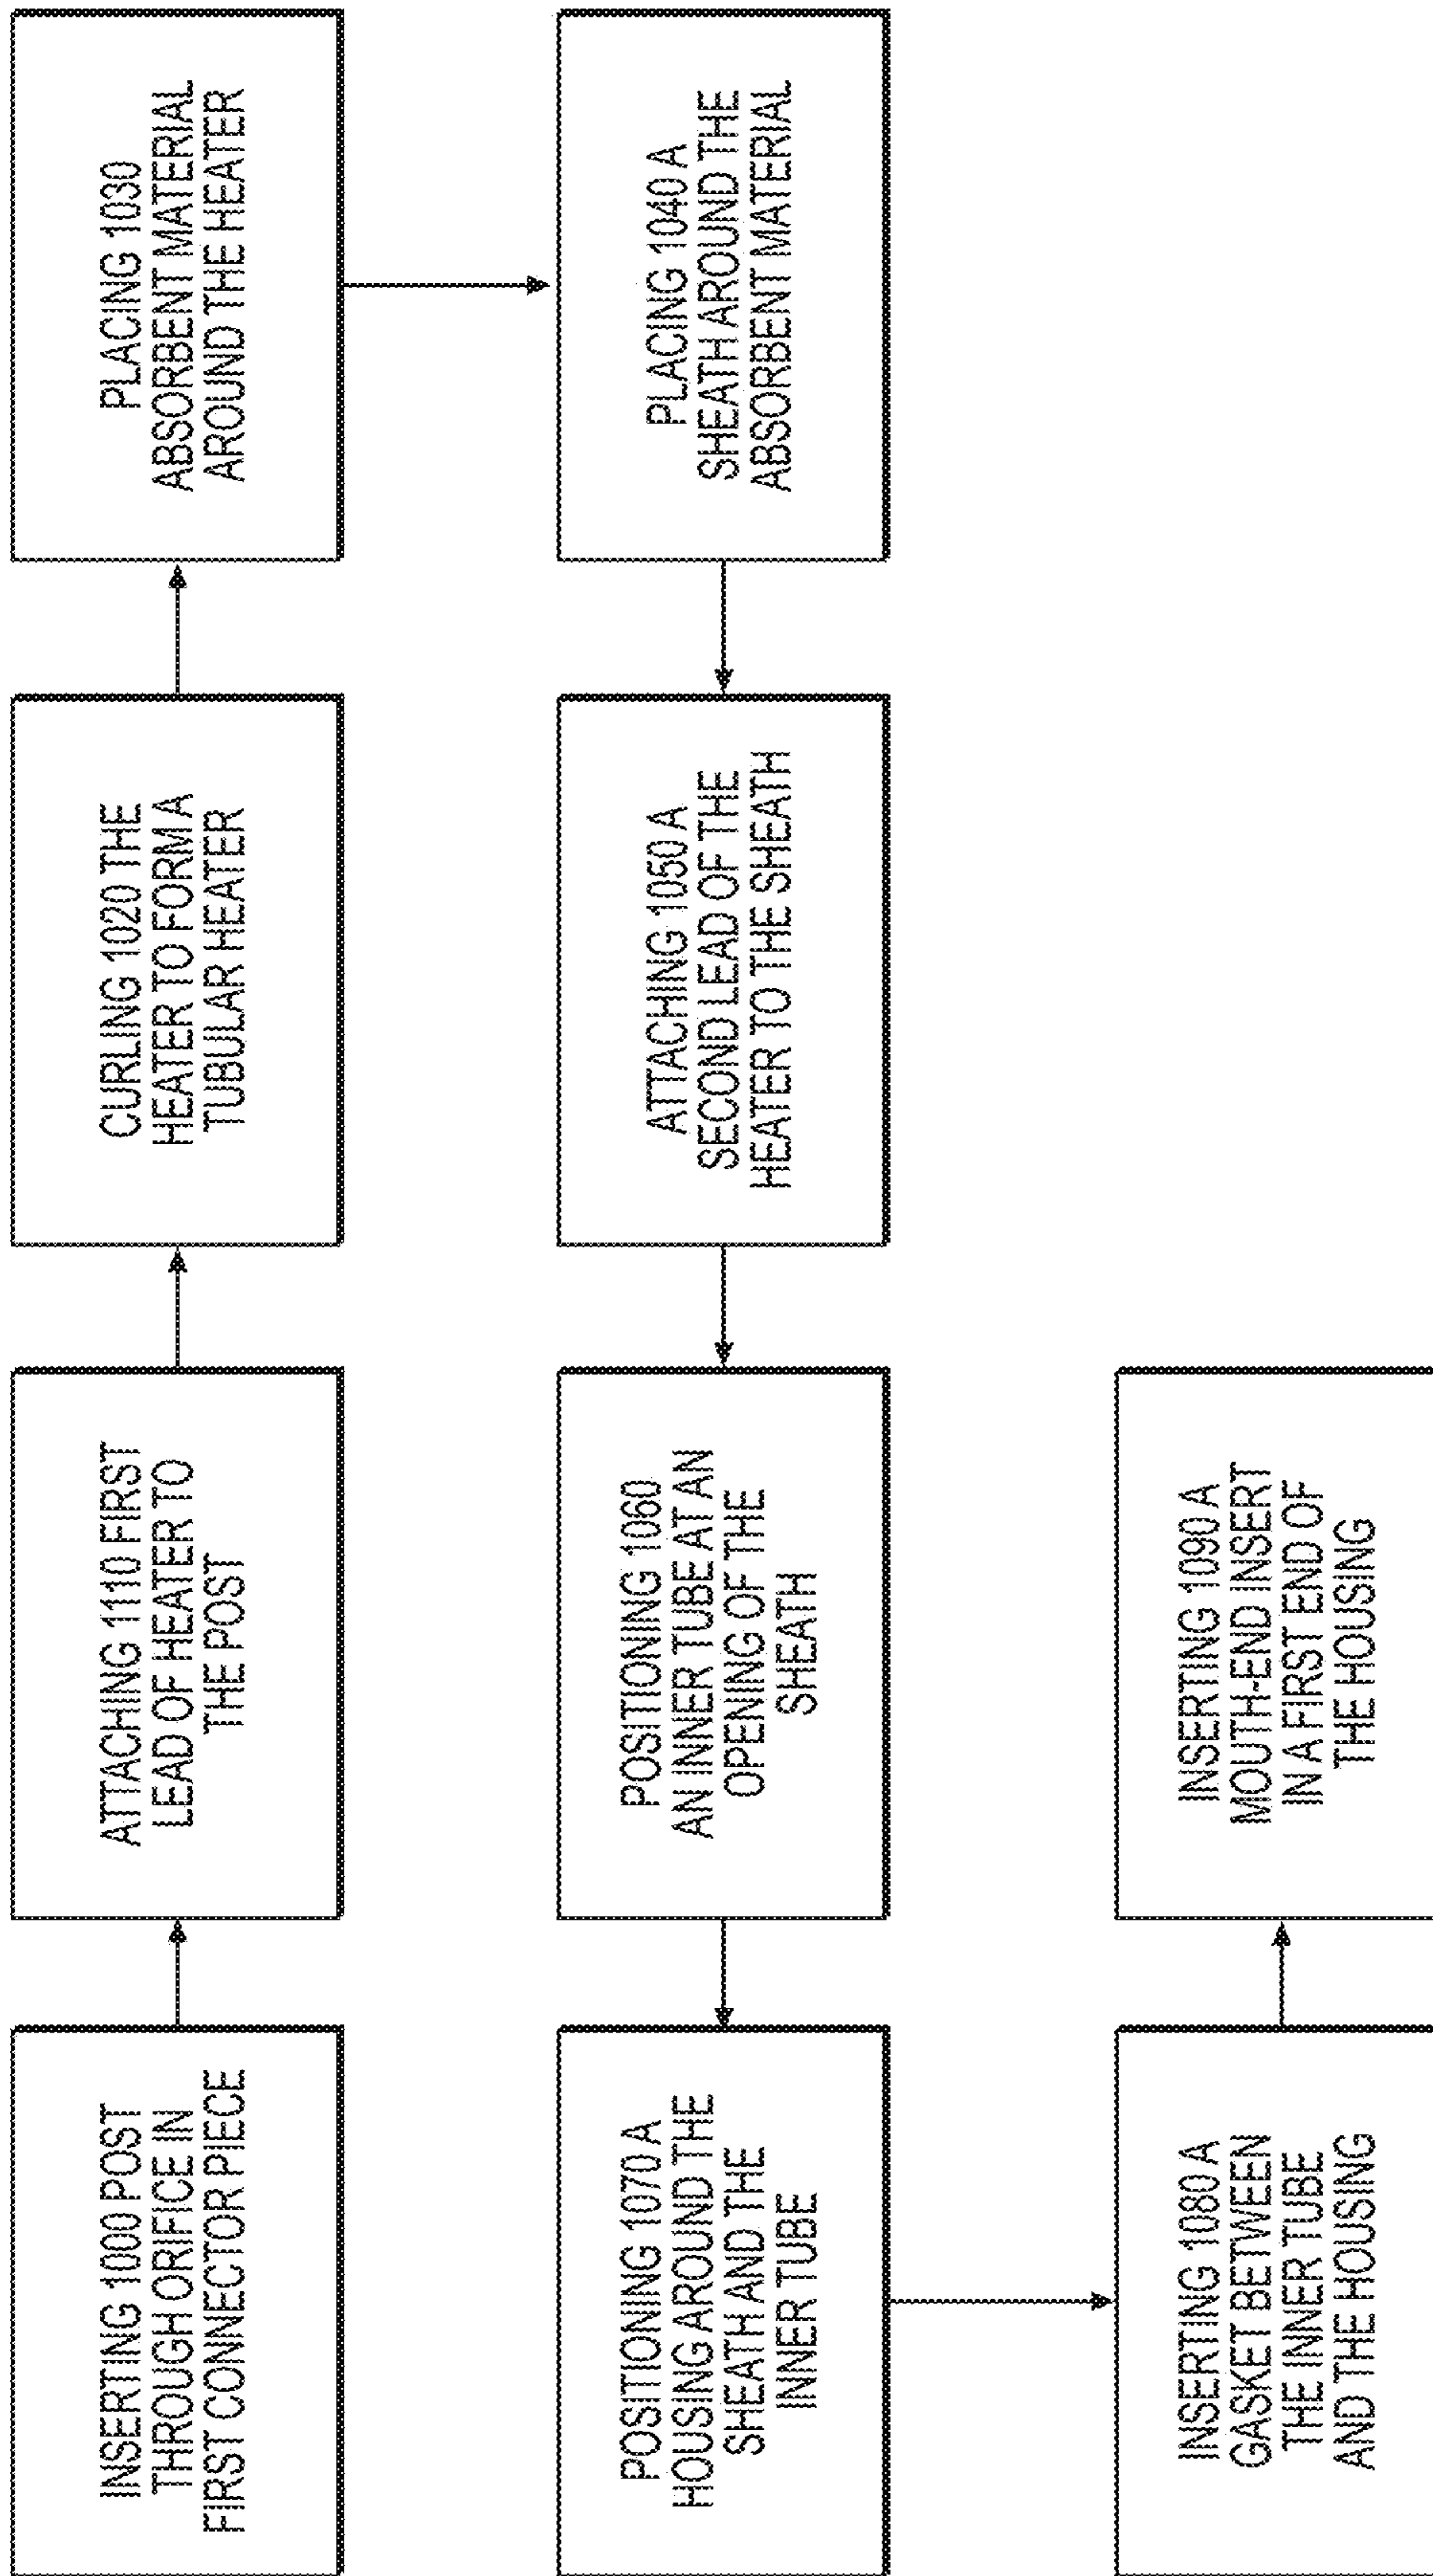 INSERTING 1000 POST
THROUGH ORIFICE IN
FIRST CONNECTOR PIECE
ATTACHING 1110 FIRST
LEAD OF HEATER TO
THE POST
CURLING 1020 THE
HEATER TO FORM A
TUBULAR HEATER
PLACING 1030
ABSORBENT MATERIAL
AROUND THE HEATER
PLACING 1040 A
SHEATH AROUND THE
ABSORBENT MATERIAL
ATTACHING 1050 A
SECOND LEAD OF THE
HEATER TO THE SHEATH
POSITIONING 1060
AN INNER TUBE AT AN
OPENING OF THE
SHEATH
POSITIONING 1070 A
HOUSING AROUND THE
SHEATH AND THE
INNER TUBE
INSERTING 1080 A
GASKET BETWEEN
THE INNER TUBE
AND THE HOUSING
INSERTING 1090 A
MOUTH-END INSERT
IN A FIRST END OF
THE HOUSING